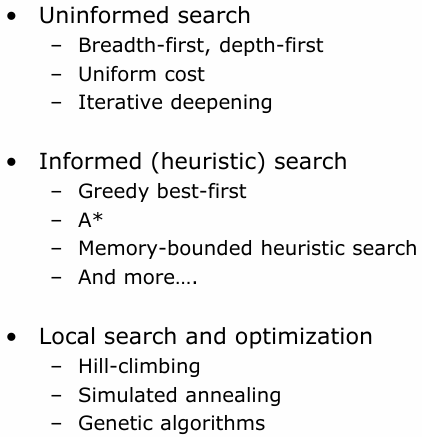 • Uninformed search
– Breadth-first, depth-first
– Uniform cost
– Iterative deepening
• Informed (heuristic) search
– Greedy best-first
– A*
– Memory-bounded heuristic search
– And more….
• Local search and optimization
– Hill-climbing
– Simulated annealing
– Genetic algorithms